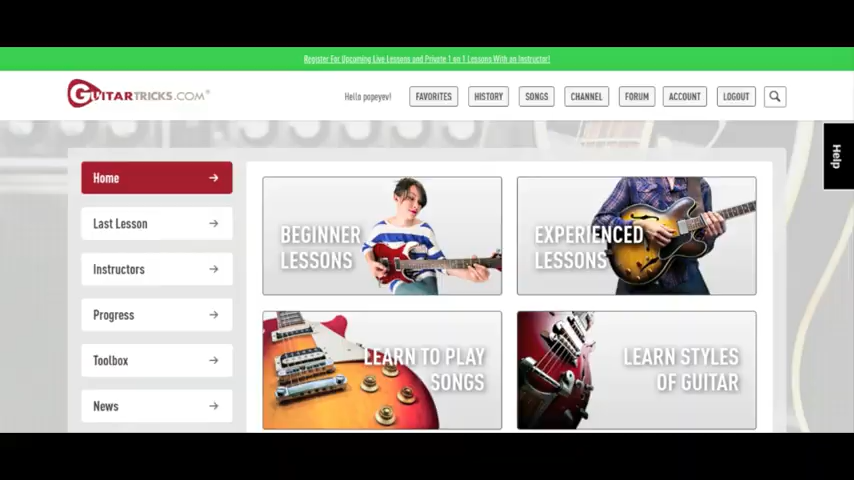 Register For Upcoming Live Lessons and Private 1 on 1 Lessons With an Instructor!
GUITARTRICKS.COM®
Hello popeyev!
FAVORITES
HISTORY
SONGS
CHANNEL
FORUM
ACCOUNT
LOGOUT
Help
Home
Last Lesson
Instructors
Progress
Toolbox
News
BEGINNER
LESSONS
EXPERIENCED
LESSONS
LEARN TO PLAY
SONGS
LEARN STYLES
OF GUITAR